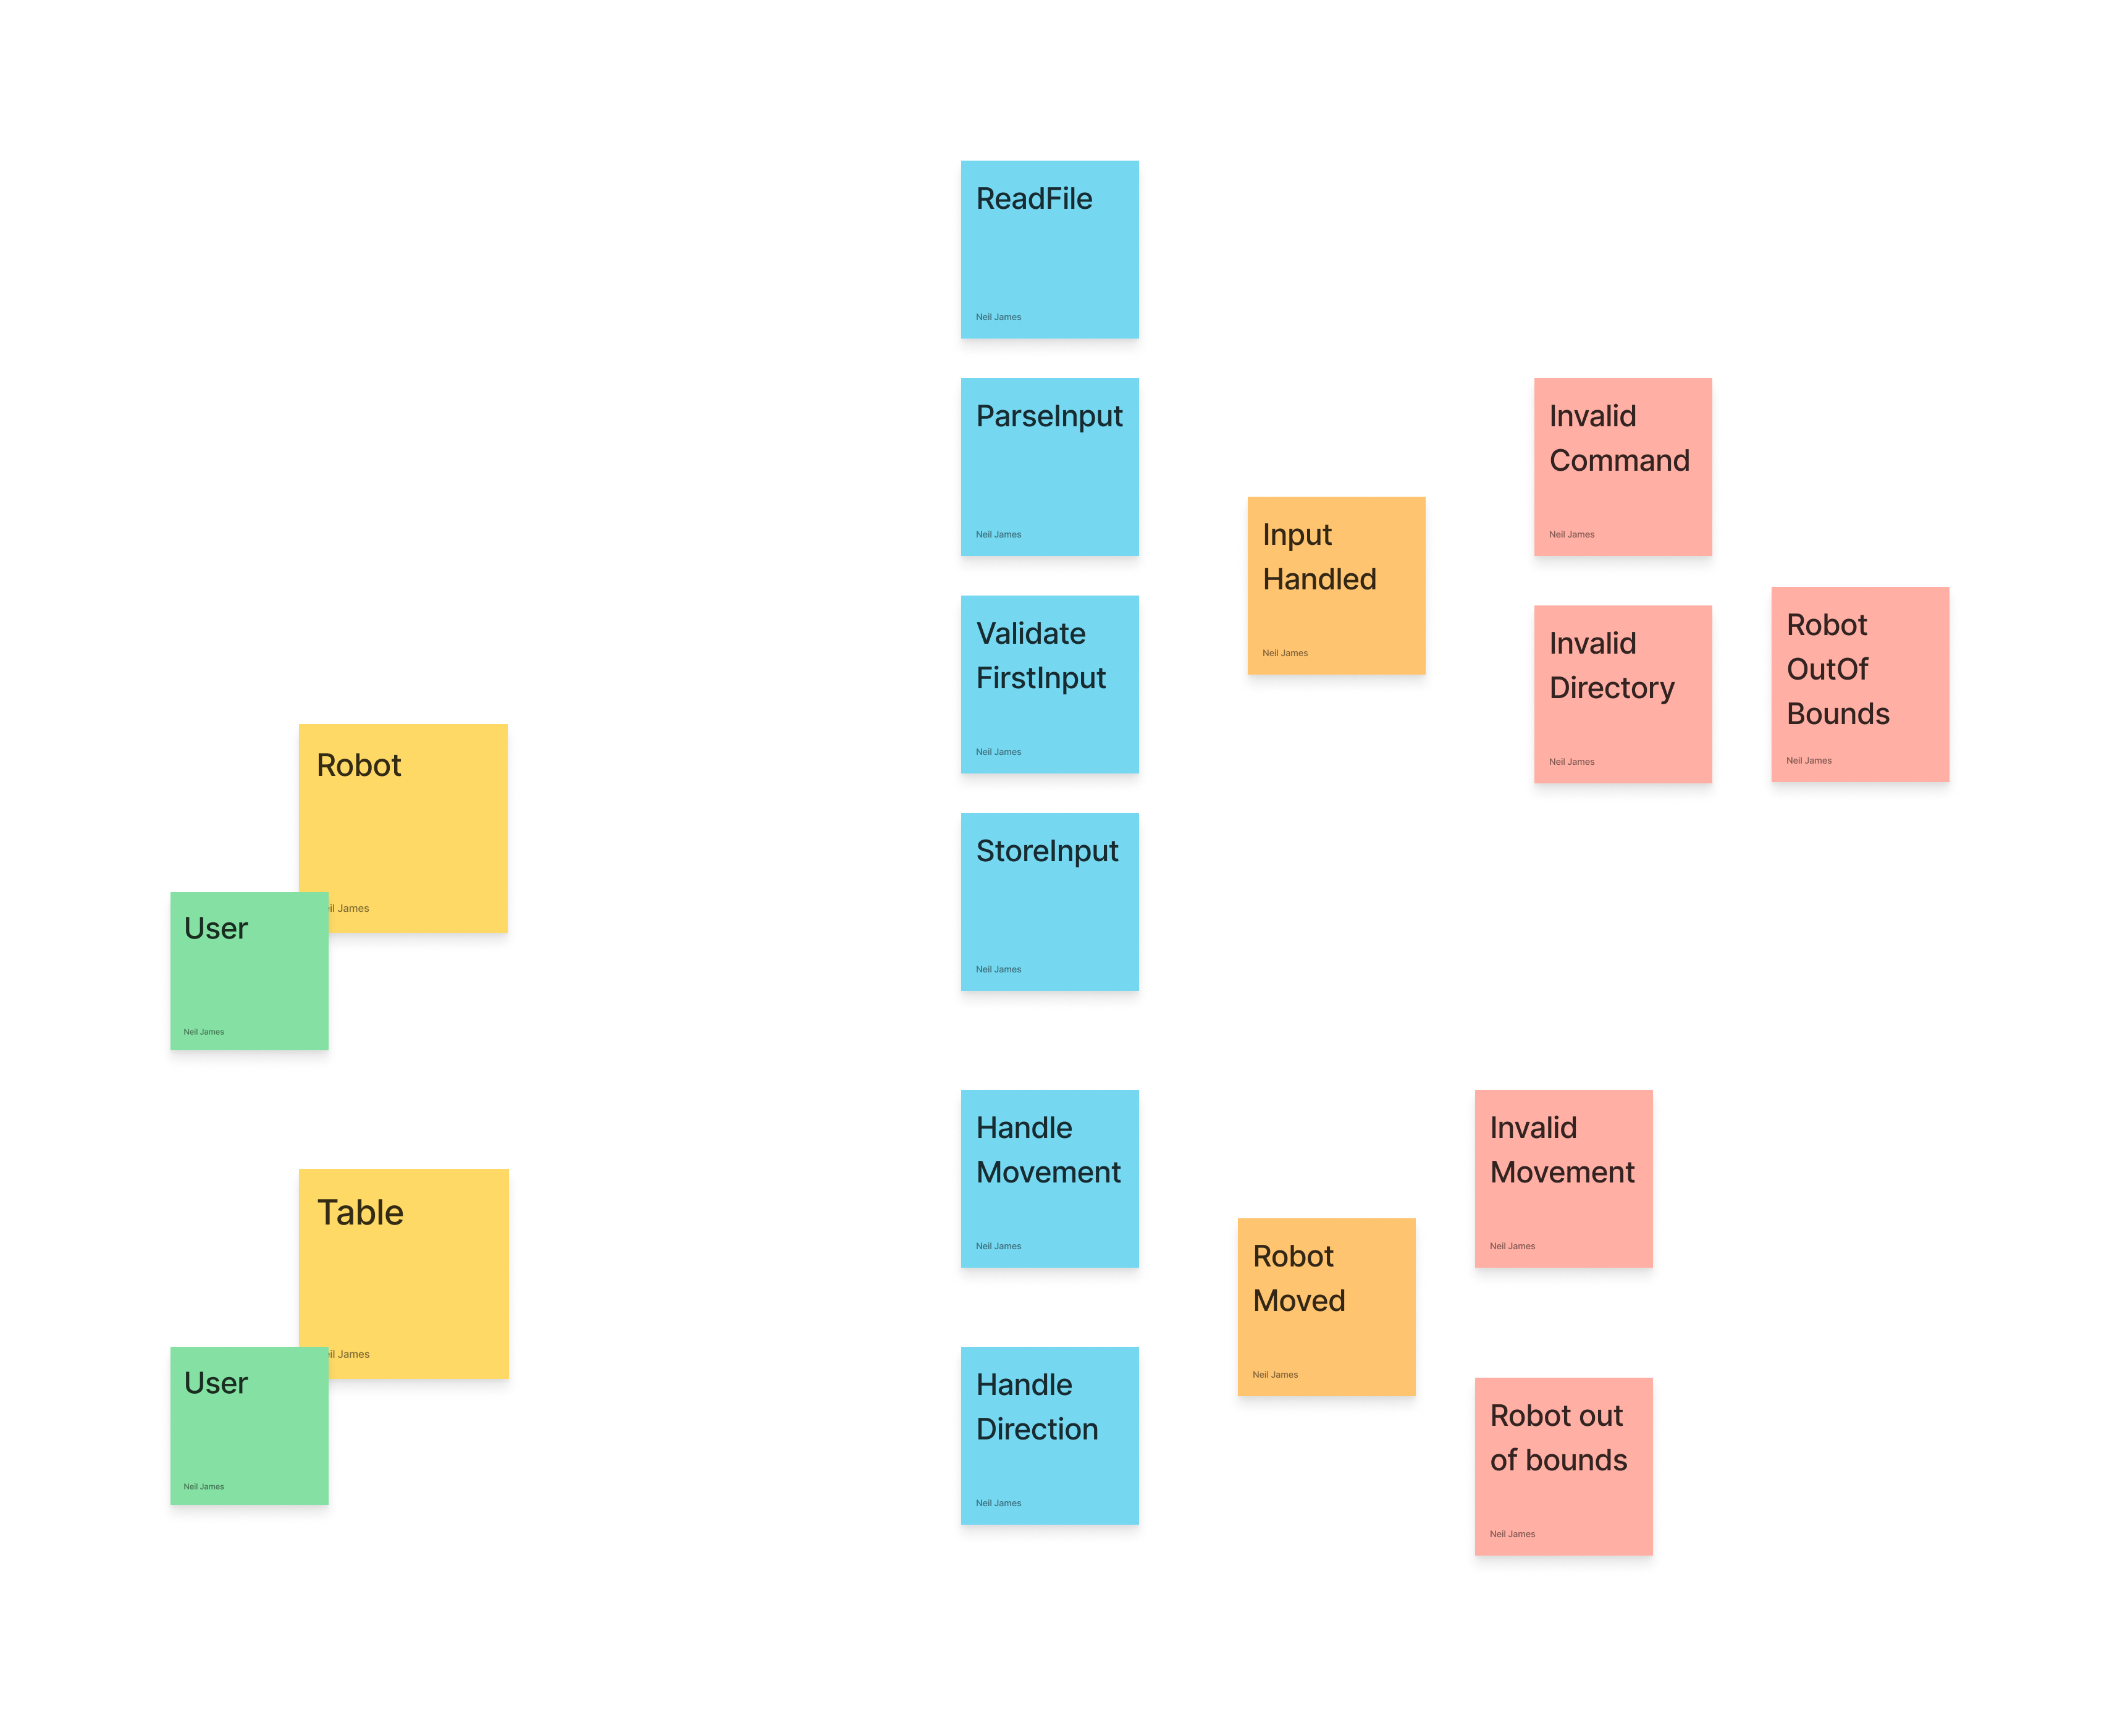 ReadFile
Neil James
ParseInput
Neil James
Invalid
Command
Neil James
Input
Handled
Neil James
Validate
FirstInput
Neil James
Invalid
Directory
Neil James
Robot
OutOf
Bounds
Neil James
Robot
eil James
StoreInput
Neil James
User
Neil James
Handle
Movement
Neil James
Invalid
Movement
Neil James
Table
eil James
Robot
Moved
Neil James
User
Neil James
Handle
Direction
Neil James
Robot out
of bounds
Neil James